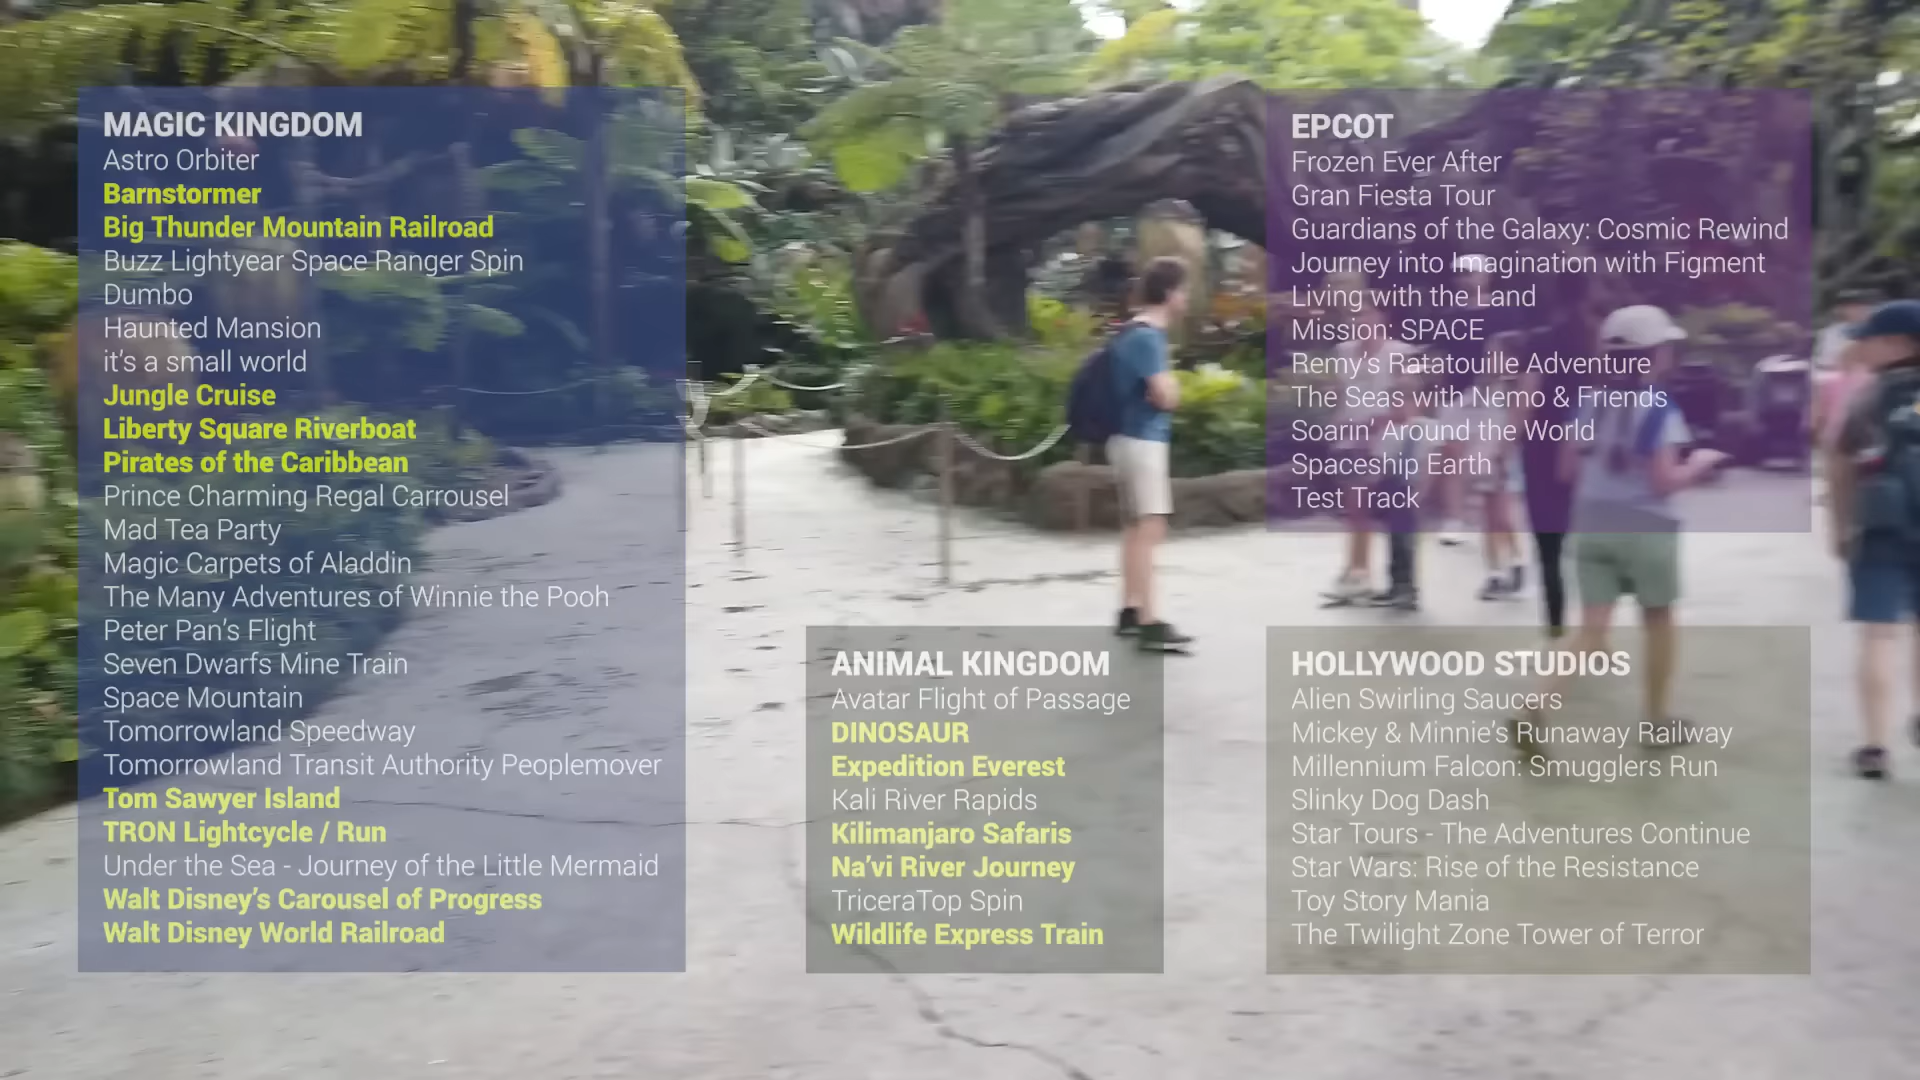 MAGIC KINGDOM
Astro Orbiter
Barnstormer
Big Thunder Mountain Railroad
Buzz Lightyear Space Ranger Spin
Dumbo
Haunted Mansion
it's a small world
Jungle Cruise
Liberty Square Riverboat
Pirates of the Caribbean
Prince Charming Regal Carrousel
Mad Tea Party
Magic Carpets of Aladdin
The Many Adventures of Winnie the Pooh
Peter Pan's Flight
Seven Dwarfs Mine Train
Space Mountain
Tomorrowland Speedway
Tomorrowland Transit Authority Peoplemover
Tom Sawyer Island
TRON Lightcycle / Run
Under the Sea - Journey of the Little Mermaid
Walt Disney's Carousel of Progress
Walt Disney World Railroad
ANIMAL KINGDOM
Avatar Flight of Passage
DINOSAUR
Expedition Everest
Kali River Rapids
Kilimanjaro Safaris
Na'vi River Journey
TriceraTop Spin
Wildlife Express Train
EPCOT
Frozen Ever After
Gran Fiesta Tour
Guardians of the Galaxy: Cosmic Rewind
Journey into Imagination with Figment
Living with the Land
Mission: SPACE
Remy's Ratatouille Adventure
The Seas with Nemo & Friends
Soarin' Around the World
Spaceship Earth
Test Track
HOLLYWOOD STUDIOS
Alien Swirling Saucers
Mickey & Minnie's Runaway Railway
Millennium Falcon: Smugglers Run
Slinky Dog Dash
Star Tours - The Adventures Continue
Star Wars: Rise of the Resistance
Toy Story Mania
The Twilight Zone Tower of Terror